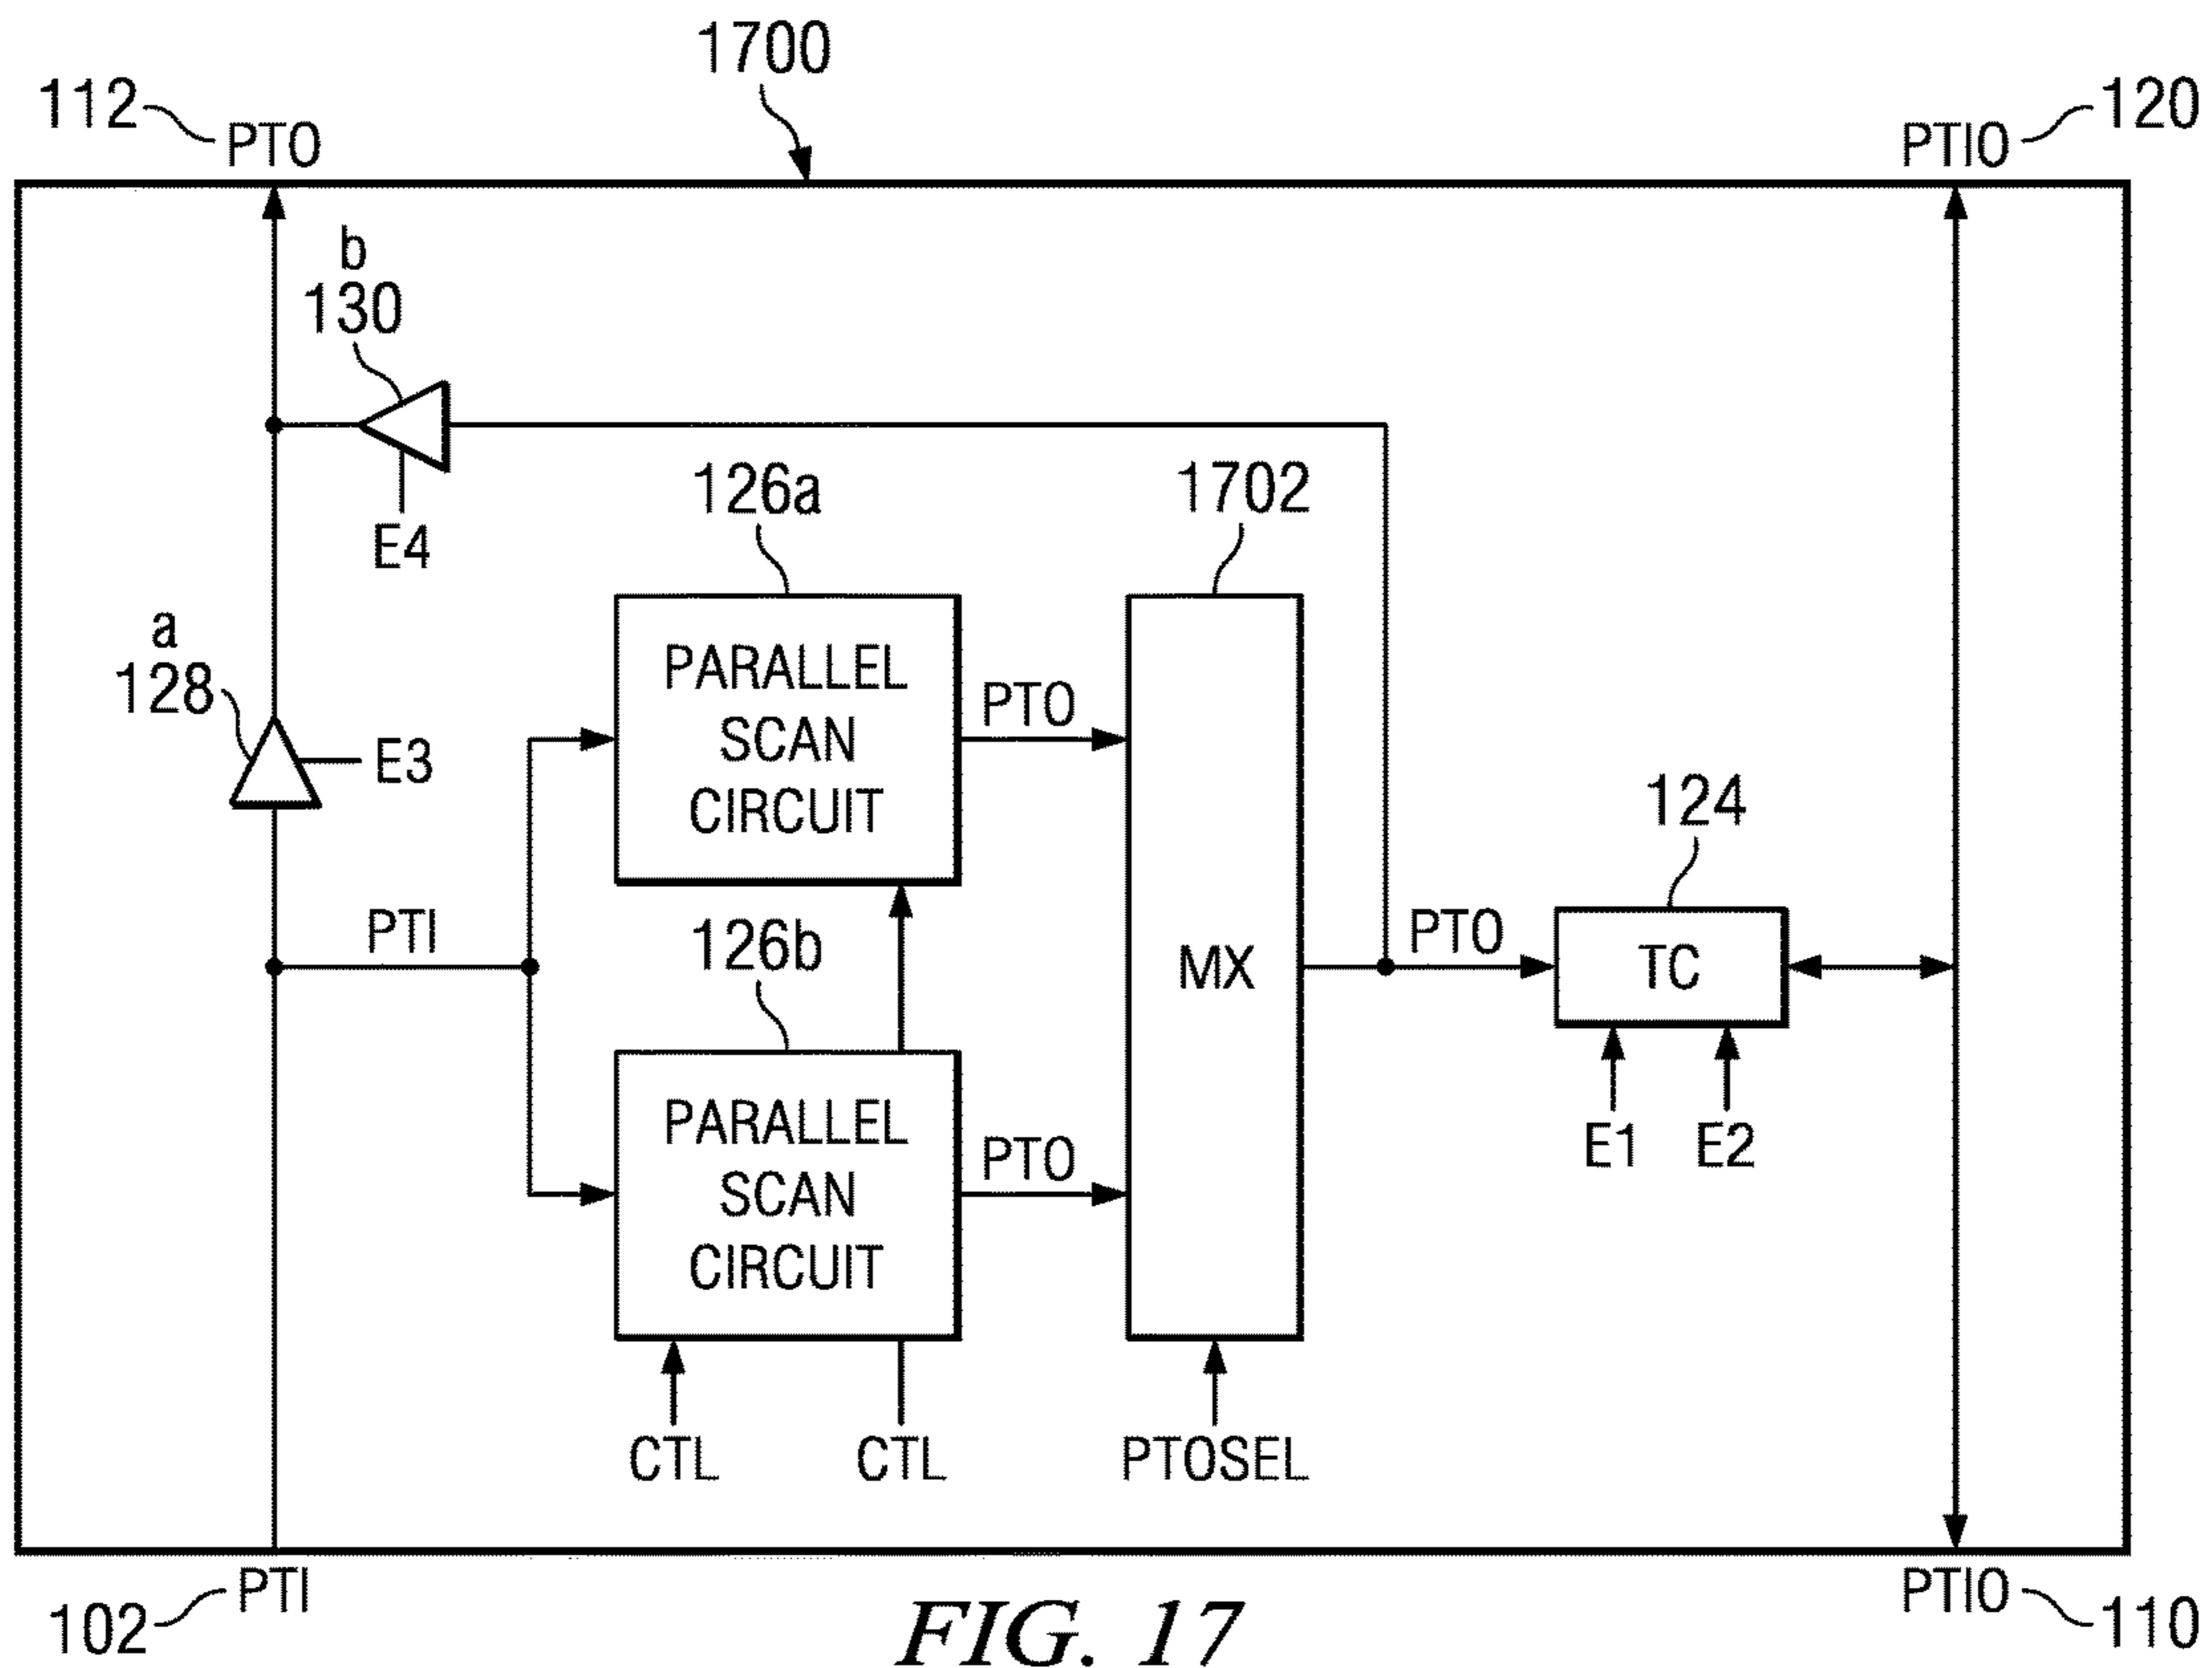 1700
112
PTO
PTIO
120
b
130
E4
126a
1702
a
128
E3
PARALLEL
SCAN
CIRCUIT
PTO
124
PTI
126b
MX
PTO
TC
PARALLEL
SCAN
CIRCUIT
PTO
E1
E2
CTL
CTL
PTOSEL
102
PTI
PTIO
110
FIG. 17